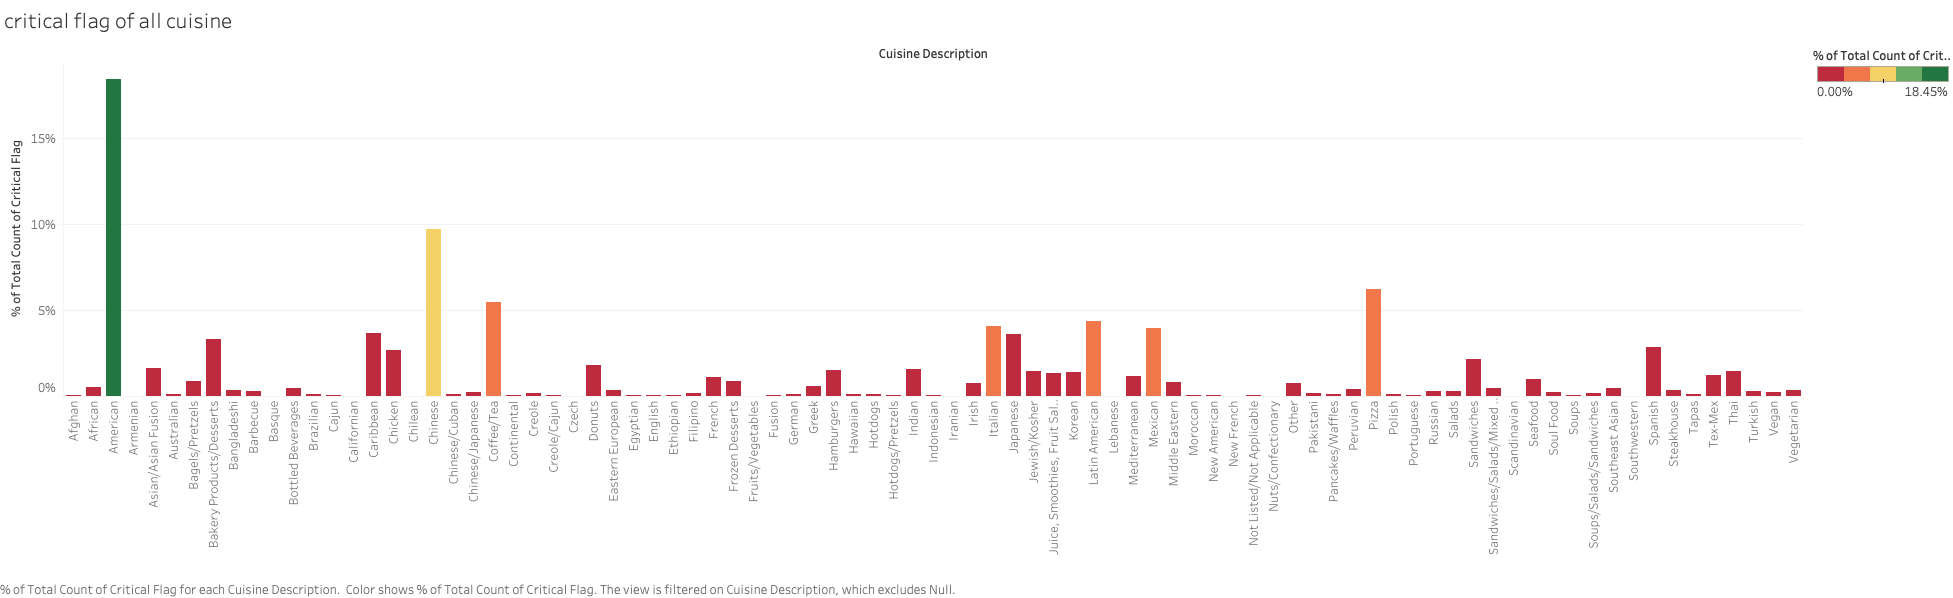 critical flag of all cuisine
Cuisine Description
% of Total Count of Crit..
0.00%
18.45%
% of Total Count of Critical Flag
15%
10%
5%
0%
Afghan
African
American
Armenian
Asian/Asian Fusion
Australian
Bagels/Pretzels
Bakery Products/Desserts
Bangladeshi
Barbecue
Basque
Bottled Beverages
Brazilian
Cajun
Californian
Caribbean
Chicken
Chilean
Chinese
Chinese/Cuban
Chinese/Japanese
Coffee/Tea
Continental
Creole
Creole/Cajun
Czech
Donuts
Eastern European
Egyptian
English
Ethiopian
Filipino
French
Frozen Desserts
Fruits/Vegetables
Fusion
German
Greek
Hamburgers
Hawaiian
Hotdogs
Hotdogs/Pretzels
Indian
Indonesian
Iranian
Irish
Italian
Japanese
Jewish/Kosher
Juice, Smoothies, Fruit Sal..
Korean
Latin American
Lebanese
Mediterranean
Mexican
Middle Eastern
Moroccan
New American
New French
Not Listed/Not Applicable
Nuts/Confectionary
Other
Pakistani
Pancakes/Waffles
Peruvian
Pizza
Polish
Portuguese
Russian
Salads
Sandwiches
Sandwiches/Salads/Mixed ..
Scandinavian
Seafood
Soul Food
Soups
Soups/Salads/Sandwiches
Southeast Asian
Southwestern
Spanish
Steakhouse
Tapas
Tex-Mex
Thai
Turkish
Vegan
Vegetarian
% of Total Count of Critical Flag for each Cuisine Description.  Color shows % of Total Count of Critical Flag. The view is filtered on Cuisine Description, which excludes Null.